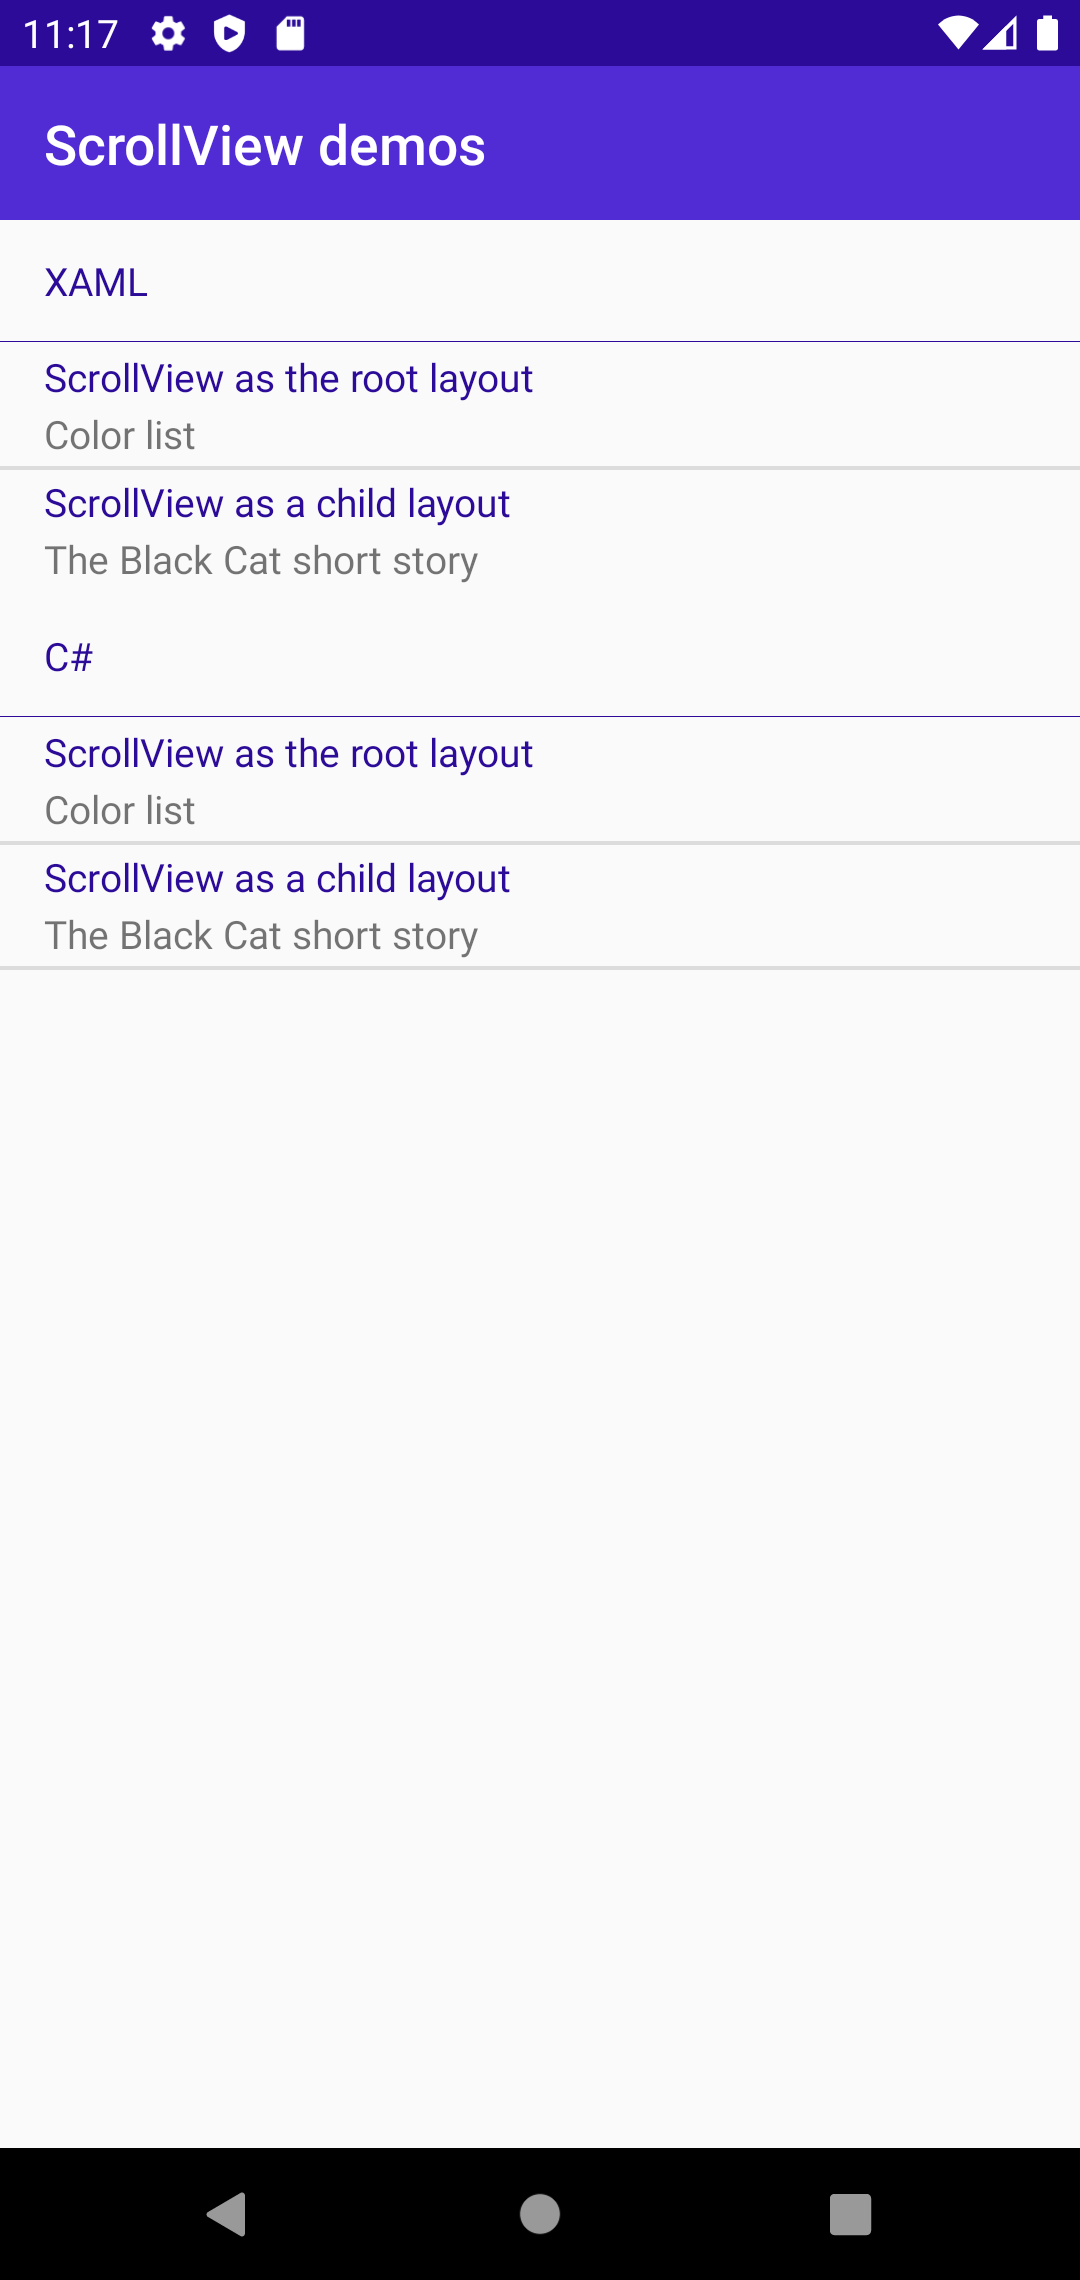 11:17
ScrollView demos
XAML
ScrollView as the root layout
Color list
ScrollView as a child layout
The Black Cat short story
C#
ScrollView as the root layout
Color list
ScrollView as a child layout
The Black Cat short story